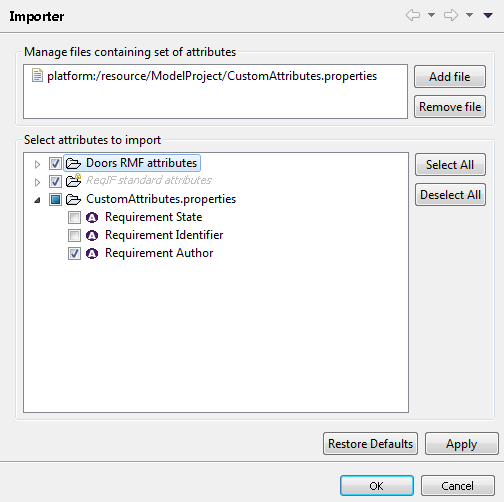 Importer
Manage files containing set of attributes
platform:/resource/ModelProject/CustomAttributes.properties
Add file
Remove file
Select attributes to import
Doors RMF attributes
ReqIF standard attributes
CustomAttributes.properties
A Requirement State
A Requirement Identifier
A Requirement Author
Select All
Deselect All
Restore Defaults
Apply
OK
Cancel